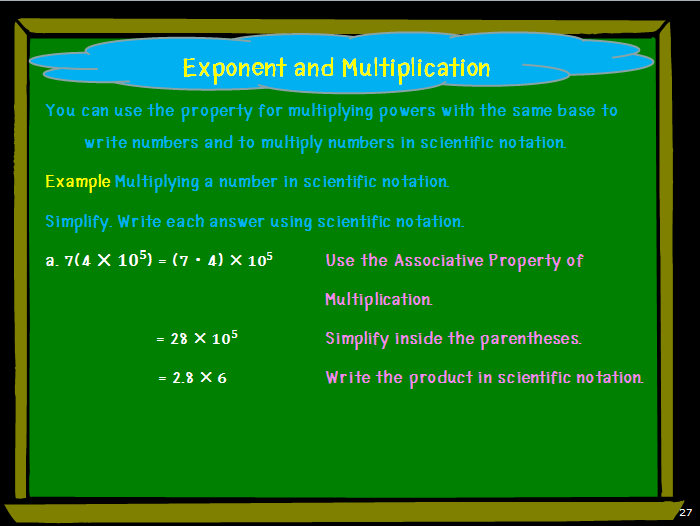 Exponent and Multiplication
You can use the property for multiplying powers with the same base to
write numbers and to multiply numbers in scientific notation.
Example Multiplying a number in scientific notation.
Simplify. Write each answer using scientific notation.
a. 7(4 × 10⁵) = (7 · 4) × 10⁵ Use the Associative Property of
Multiplication.
= 28 × 10⁵ Simplify inside the parentheses.
= 2.8 × 6 Write the product in scientific notation.
27